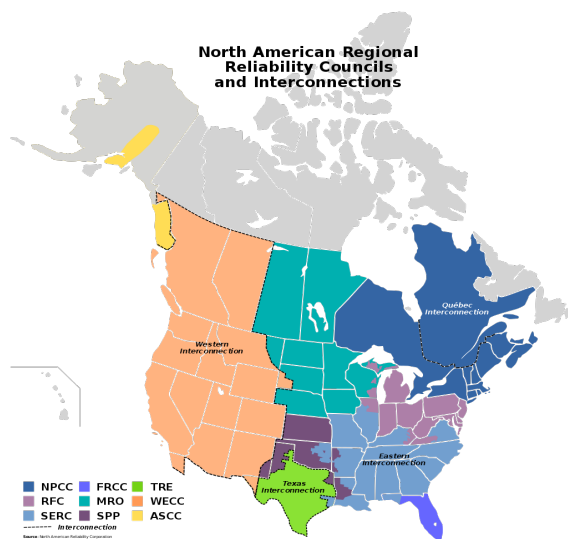 North American Regional
Reliability Councils
and Interconnections
Québec
Interconnection
Western
Interconnection
Eastern
Interconnection
Texas
Interconnection
NPCC FRCC TRE
RFC MRO WECC
SERC SPP ASCC
Interconnection
Source: North American Reliability Corporation